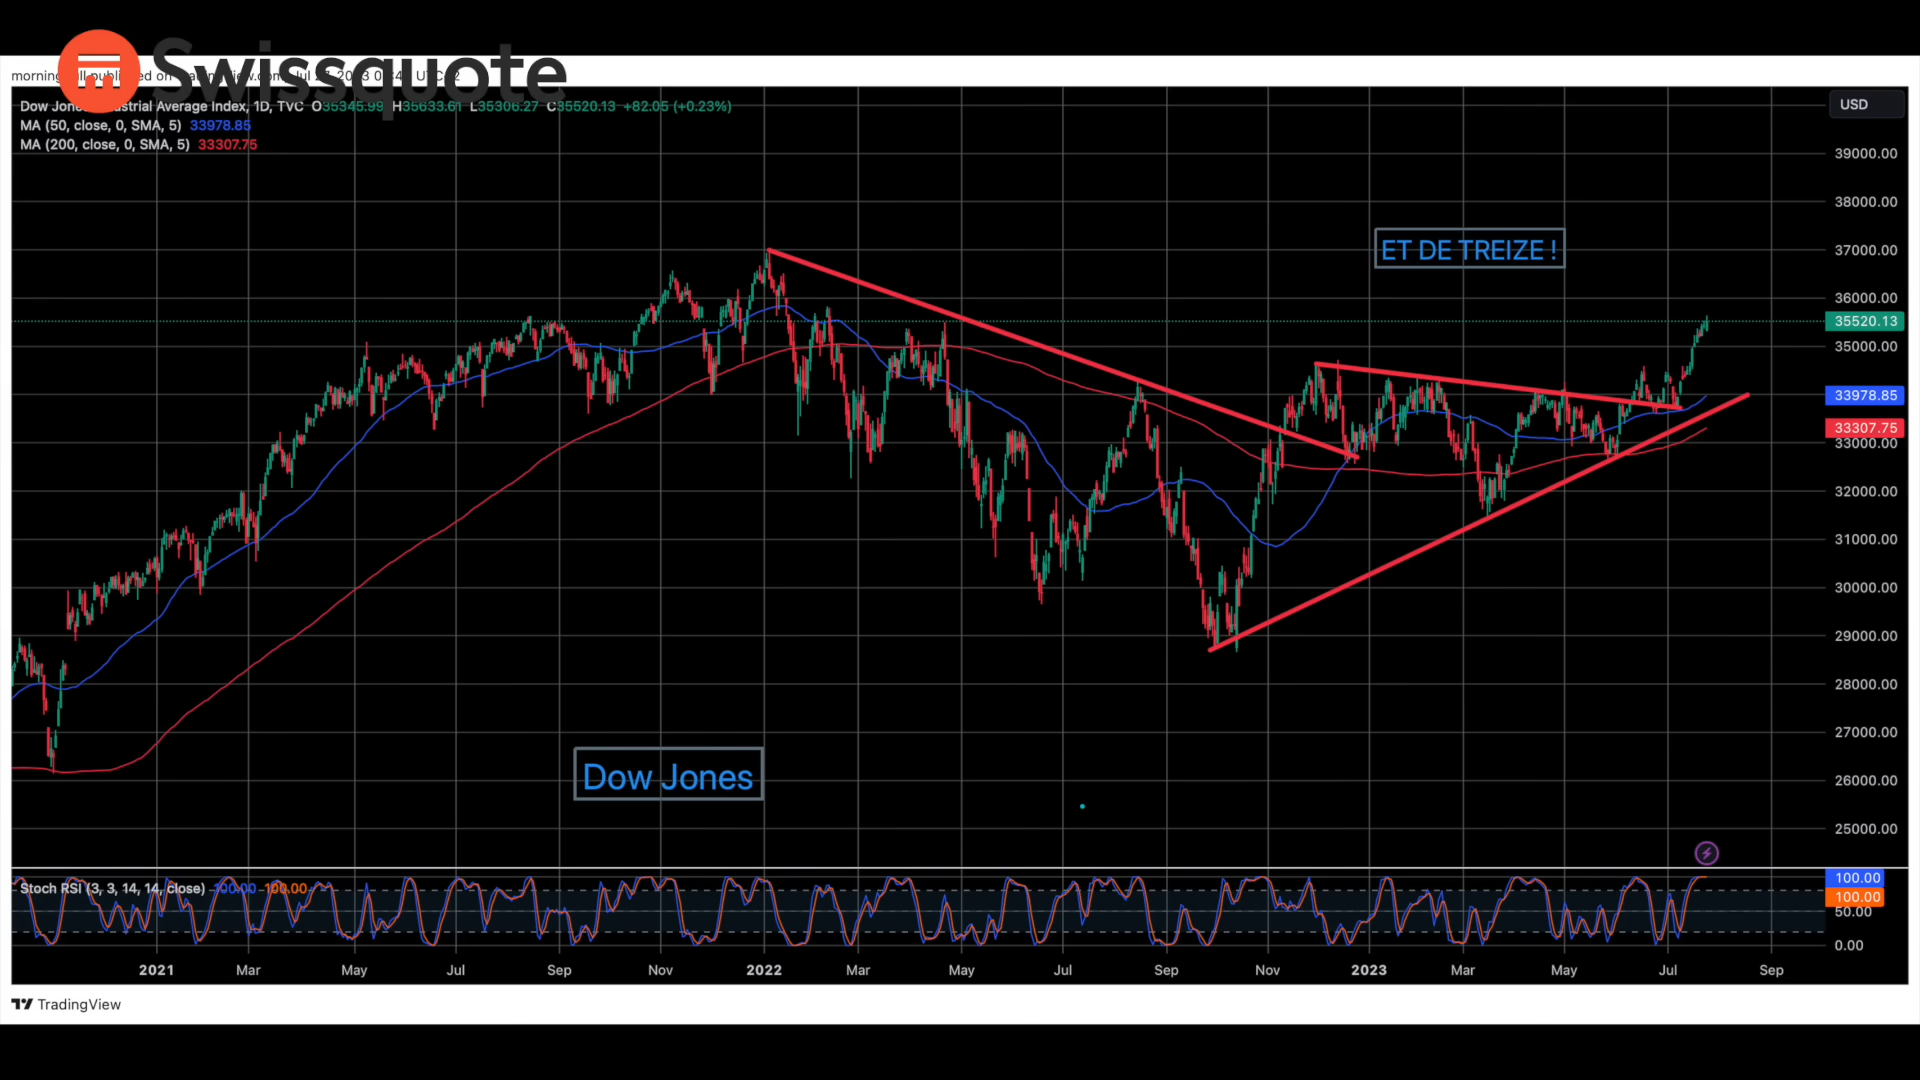 Swissquote
Dow Jones Industrial Average Index, 1D, TVC O35345.99 H35633.61 L35306.27 C35520.13 +82.05 (+0.23%)
MA (50, close, 0, SMA, 5) 33978.85
MA (200, close, 0, SMA, 5) 33307.75
USD
39000.00
38000.00
ET DE TREIZE !
37000.00
36000.00
35520.13
35000.00
33978.85
33307.75
33000.00
32000.00
31000.00
30000.00
29000.00
28000.00
27000.00
Dow Jones
26000.00
25000.00
Stoch RSI (3, 3, 14, 14, close) 100.00 100.00
100.00
100.00
50.00
0.00
2021 Mar May Jul Sep Nov 2022 Mar May Jul Sep Nov 2023 Mar May Jul Sep
TradingView